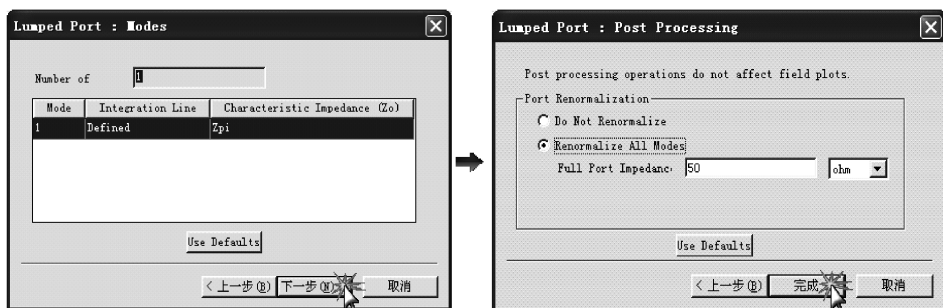 Lumped Port : Modes
Number of 1
Mode Integration Line Characteristic Impedance (Zo)
1 Defined Zpi
Use Defaults
< 上一步(B) 下一步(N) > 取消
Lumped Port : Post Processing
Post processing operations do not affect field plots.
Port Renormalization
Do Not Renormalize
Renormalize All Modes
Full Port Impedanc: 50 ohm
Use Defaults
< 上一步(B) 完成 取消